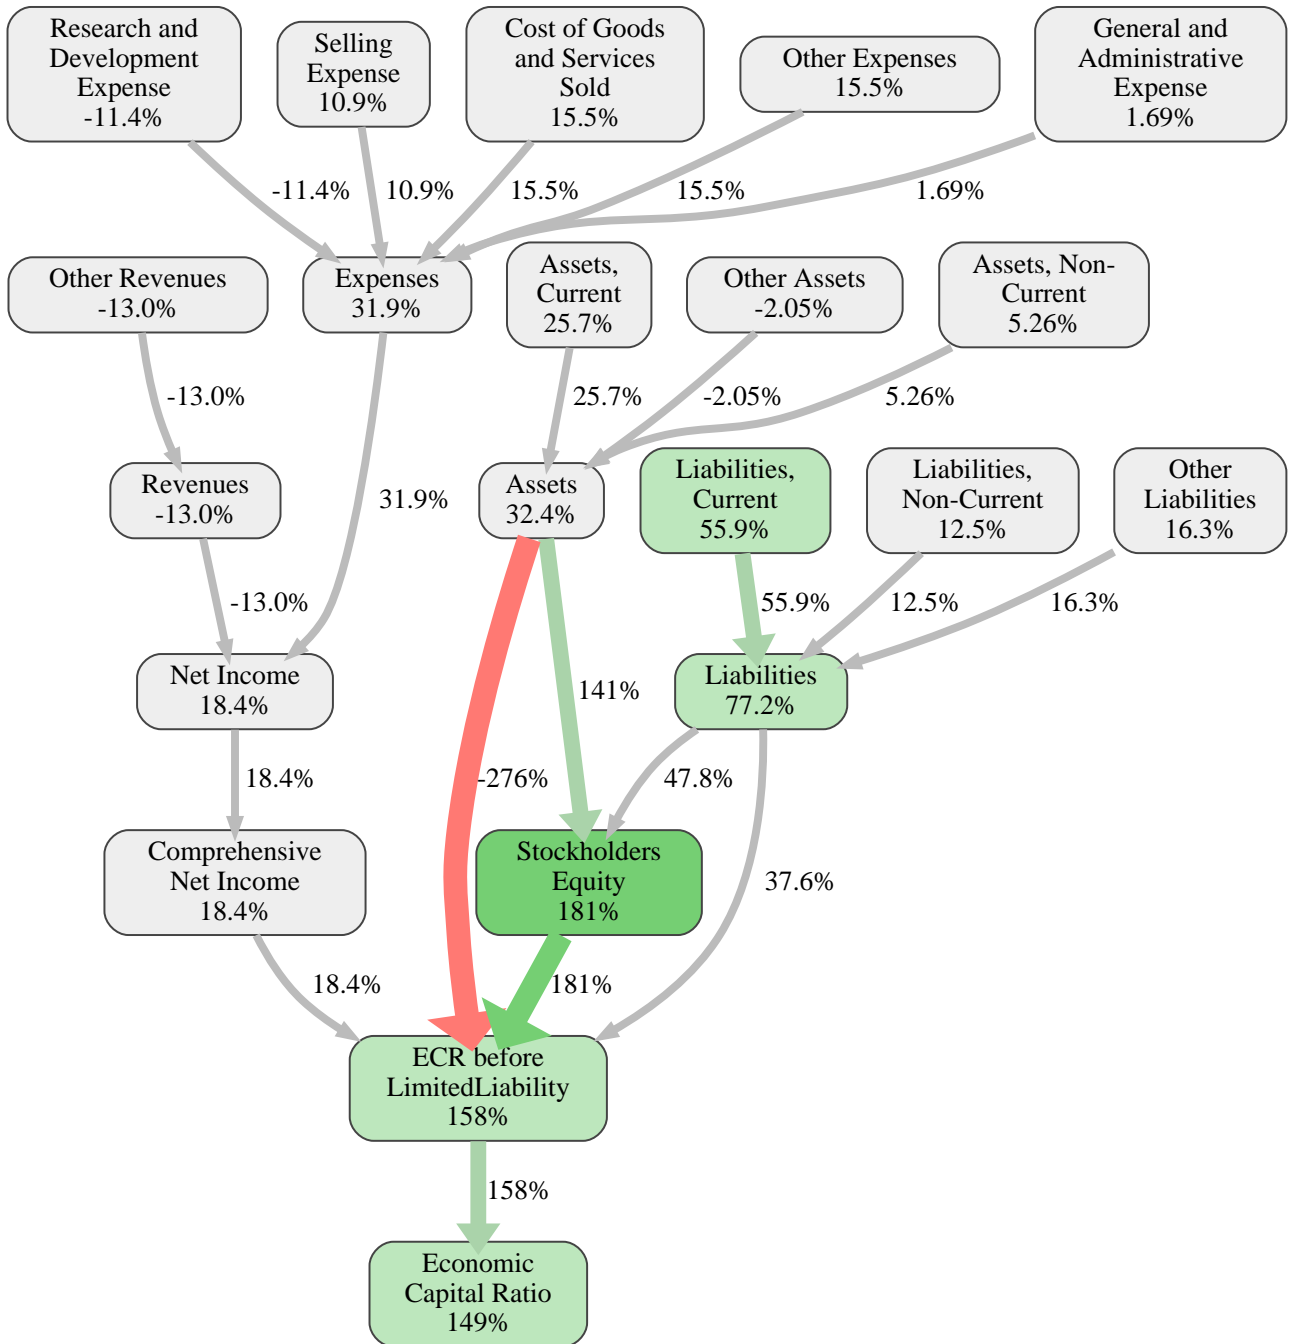 Research and
Development
Expense
-11.4%
Selling
Expense
10.9%
Cost of Goods
and Services
Sold
15.5%
Other Expenses
15.5%
General and
Administrative
Expense
1.69%
-11.4%
10.9%
15.5%
15.5%
1.69%
Other Revenues
-13.0%
Expenses
31.9%
Assets,
Current
25.7%
Other Assets
-2.05%
Assets, Non-
Current
5.26%
-13.0%
25.7%
-2.05%
5.26%
Revenues
-13.0%
31.9%
Assets
32.4%
Liabilities,
Current
55.9%
Liabilities,
Non-Current
12.5%
Other
Liabilities
16.3%
-13.0%
55.9%
12.5%
16.3%
Net Income
18.4%
141%
Liabilities
77.2%
18.4%
-276%
47.8%
Comprehensive
Net Income
18.4%
Stockholders
Equity
181%
37.6%
18.4%
181%
ECR before
LimitedLiability
158%
158%
Economic
Capital Ratio
149%